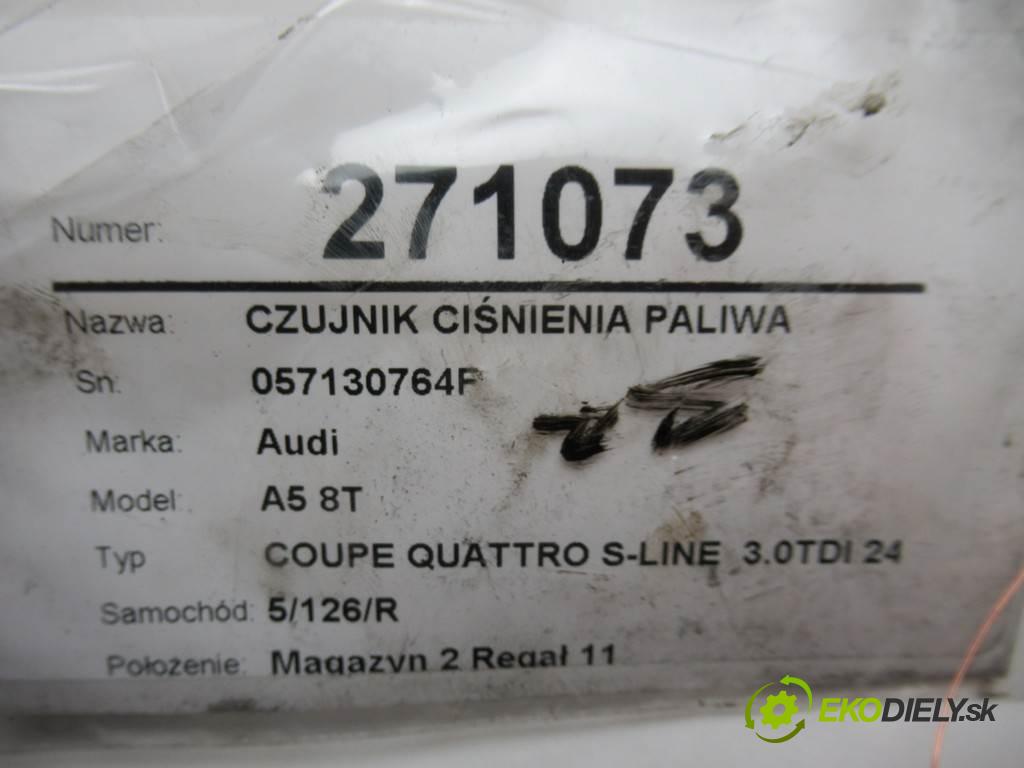 Numer: 271073
Nazwa: CZUJNIK CIŚNIENIA PALIWA
Sn: 057130764F
Marka: Audi
Model: A5 8T
Typ COUPE QUATTRO S-LINE 3.0TDI 24
Samochód: 5/126/R
Położenie: Magazyn 2 Regał 11
EKODIELY.sk